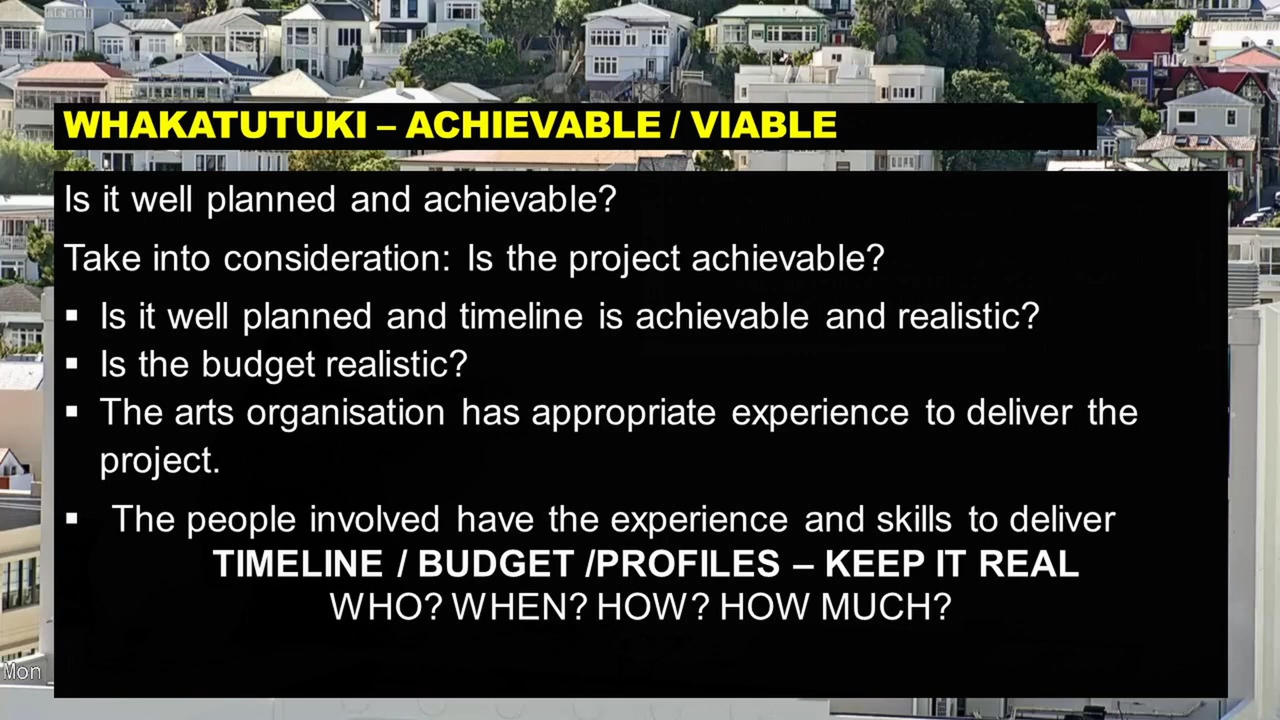 WHAKATUTUKI – ACHIEVABLE / VIABLE
Is it well planned and achievable?
Take into consideration: Is the project achievable?
▪ Is it well planned and timeline is achievable and realistic?
▪ Is the budget realistic?
▪ The arts organisation has appropriate experience to deliver the
project.
▪ The people involved have the experience and skills to deliver
TIMELINE / BUDGET /PROFILES – KEEP IT REAL
WHO? WHEN? HOW? HOW MUCH?
Mon